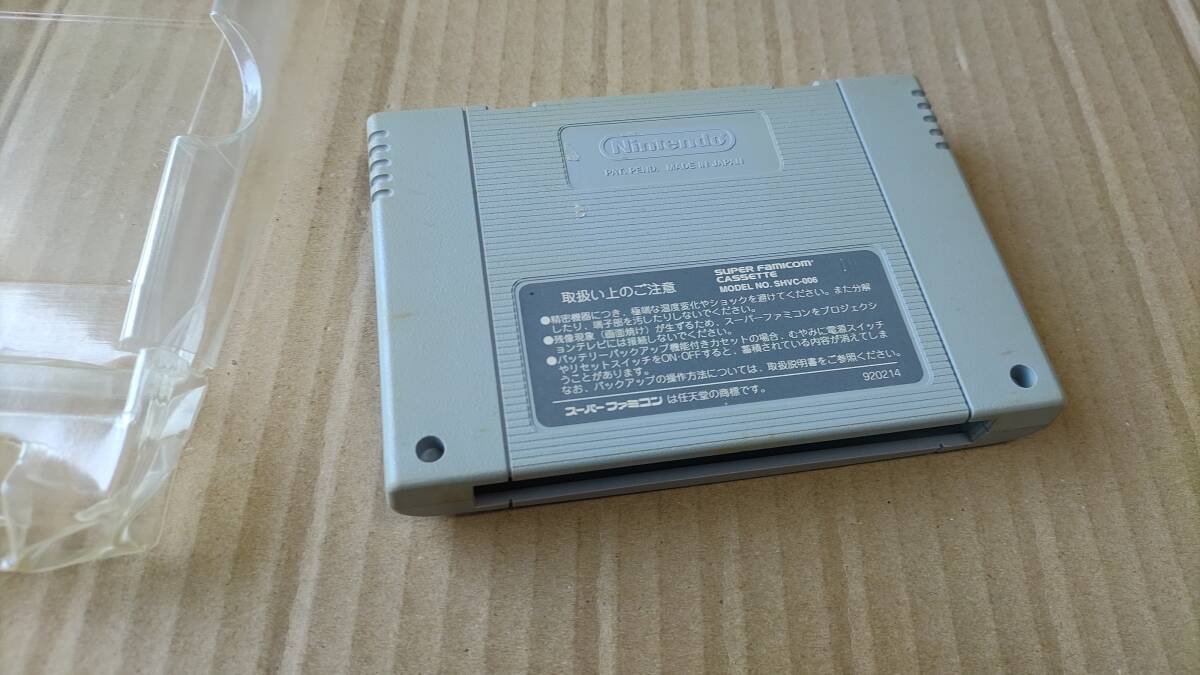 Nintendo
PAT. PEND. MADE IN JAPAN
取扱い上のご注意
SUPER FAMICOM
CASSETTE
MODEL NO. SHVC-006
●精密機器につき、極端な温度変化やショックを避けてください。また分解
したり、端子部を汚したりしないでください。
●残像現象（画面焼け）が生ずるため、スーパーファミコンをプロジェクシ
ョンテレビには接続しないでください。
●バッテリーバックアップ機能付きカセットの場合、むやみに電源スイッチ
やリセットスイッチをON・OFFすると、蓄積されている内容が消えてしま
うことがあります。
なお、バックアップの操作方法については、取扱説明書をご参照ください。
スーパーファミコン は任天堂の商標です。
920214